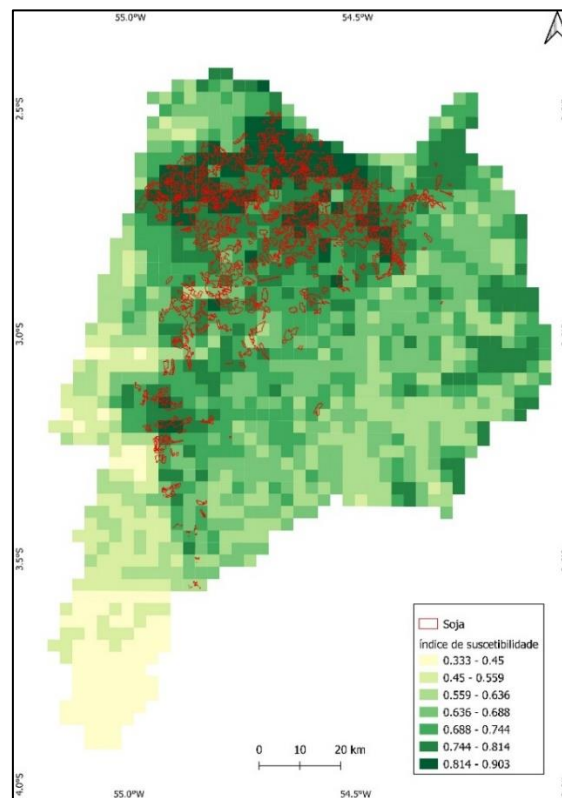 55.0°W 54.5°W
2.5°S
3.0°S
3.5°S
4.0°S
Soja
índice de suscetibilidade
0.333 - 0.45
0.45 - 0.559
0.559 - 0.636
0.636 - 0.688
0.688 - 0.744
0.744 - 0.814
0.814 - 0.903
0 10 20 km
55.0°W 54.5°W